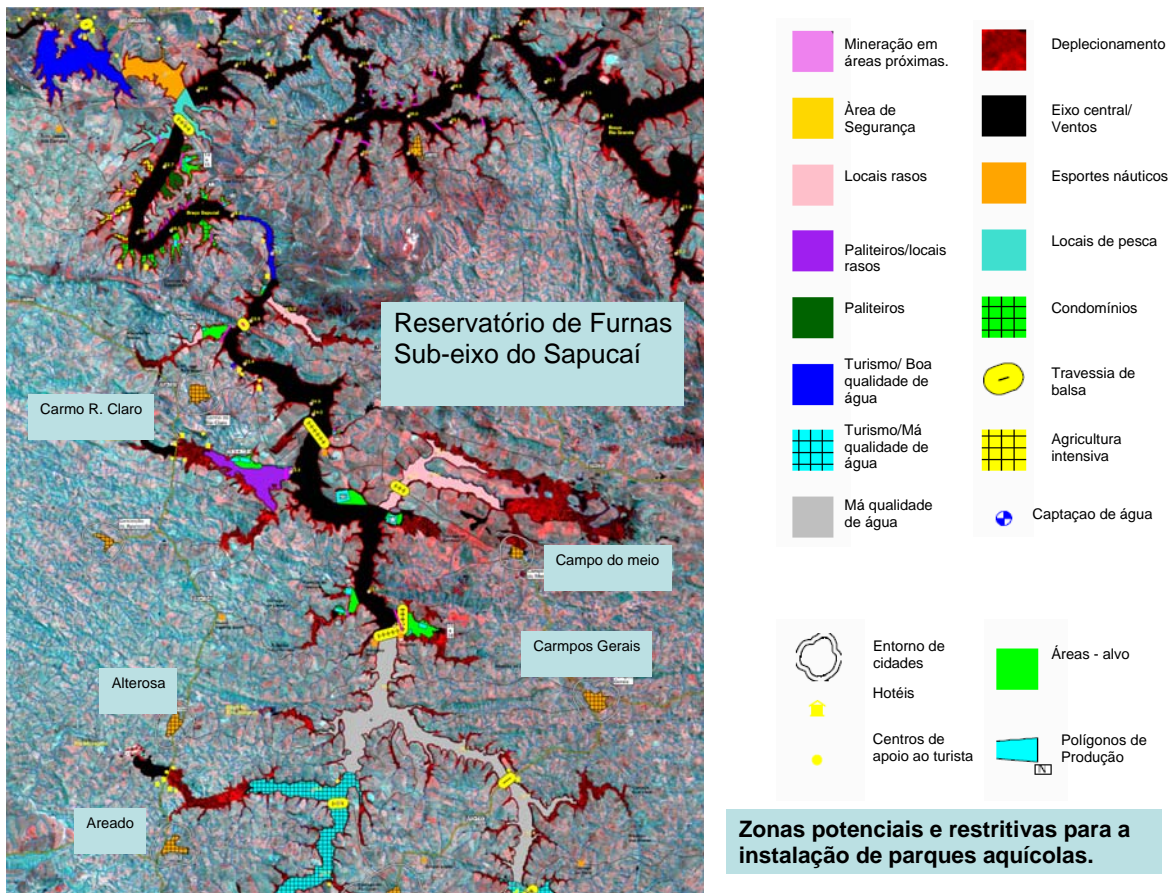 Reservatório de Furnas
Sub-eixo do Sapucaí
Carmo R. Claro
Campo do meio
Carmpos Gerais
Alterosa
Areado
Braço Sapucaí
Mineração em
áreas próximas.
Àrea de
Segurança
Locais rasos
Paliteiros/locais
rasos
Paliteiros
Turismo/ Boa
qualidade de
água
Turismo/Má
qualidade de
água
Má qualidade
de água
Deplecionamento
Eixo central/
Ventos
Esportes náuticos
Locais de pesca
Condomínios
Travessia de
balsa
Agricultura
intensiva
Captaçao de água
Entorno de
cidades
Hotéis
Centros de
apoio ao turista
Áreas - alvo
Polígonos de
Produção
N
Zonas potenciais e restritivas para a
instalação de parques aquícolas.